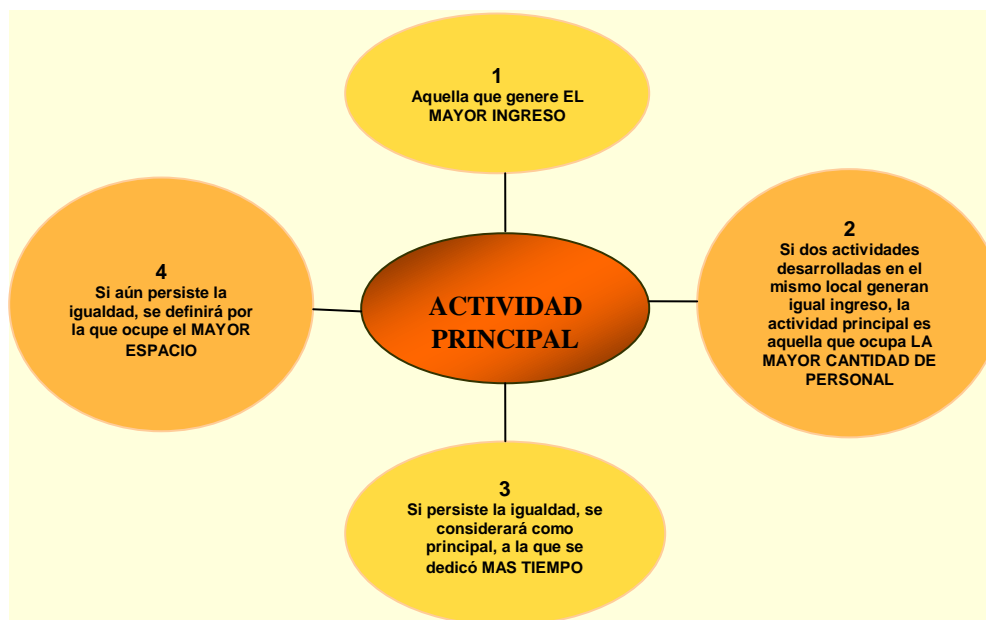 1
Aquella que genere EL
MAYOR INGRESO
2
Si dos actividades
desarrolladas en el
mismo local generan
igual ingreso, la
actividad principal es
aquella que ocupa LA
MAYOR CANTIDAD DE
PERSONAL
4
Si aún persiste la
igualdad, se definirá por
la que ocupe el MAYOR
ESPACIO
ACTIVIDAD
PRINCIPAL
3
Si persiste la igualdad, se
considerará como
principal, a la que se
dedicó MAS TIEMPO